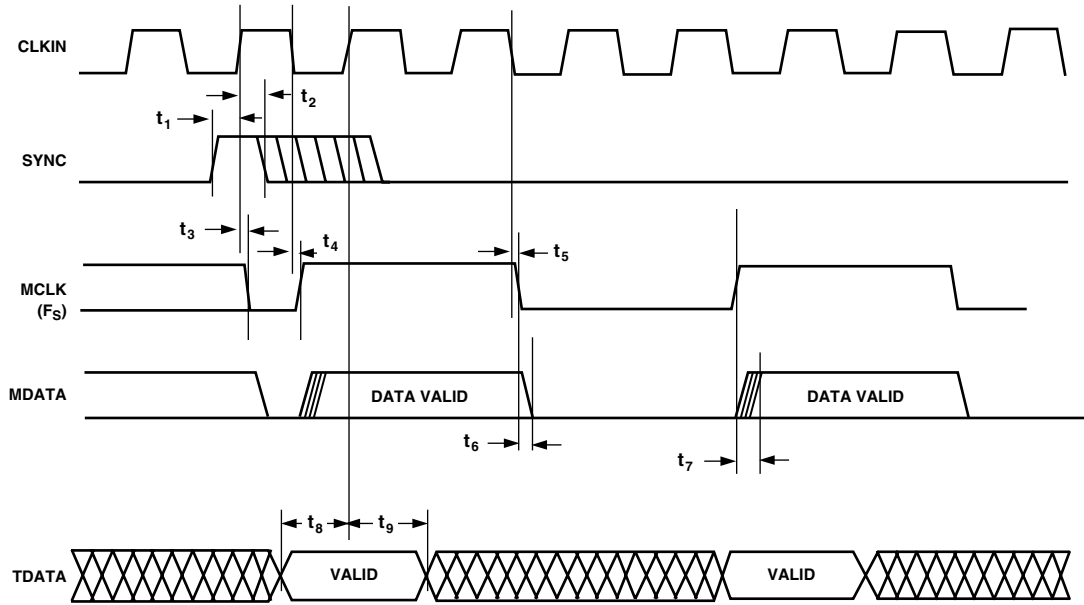 CLKIN
t2
t1
SYNC
t3
t4
t5
MCLK
(FS)
MDATA
DATA VALID
DATA VALID
t6
t7
t8
t9
TDATA
VALID
VALID